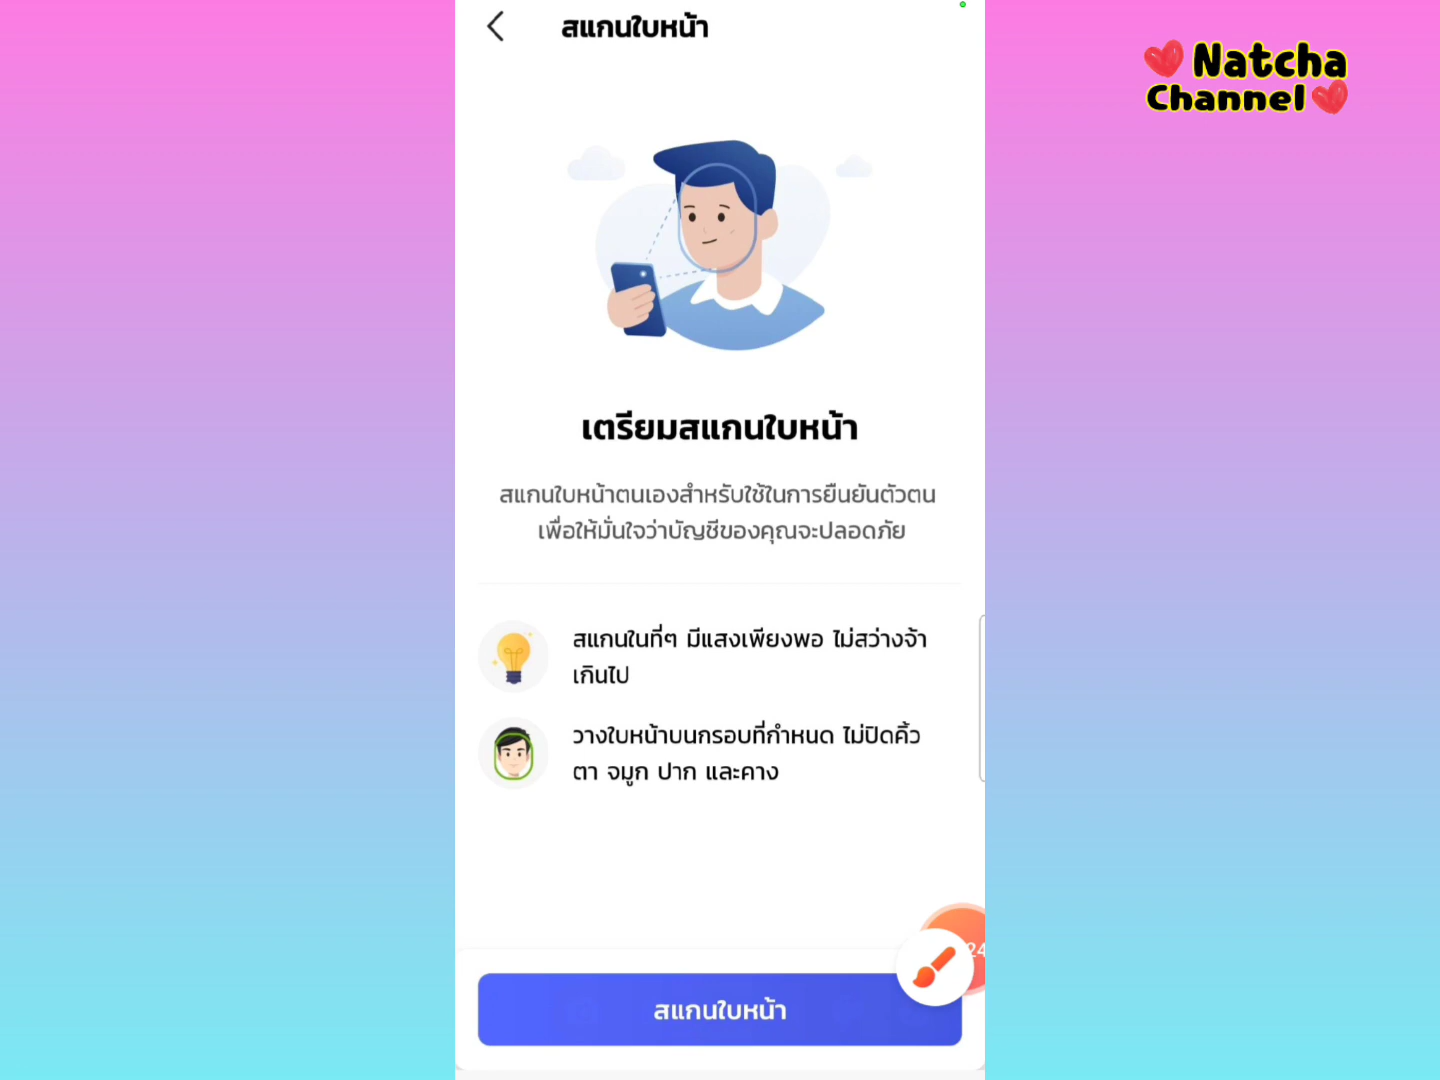 สแกนใบหน้า
Natcha
Channel
เตรียมสแกนใบหน้า
สแกนใบหน้าตนเองสำหรับใช้ในการยืนยันตัวตน
เพื่อให้มั่นใจว่าบัญชีของคุณจะปลอดภัย
สแกนในที่ๆ มีแสงเพียงพอ ไม่สว่างจ้า
เกินไป
วางใบหน้าบนกรอบที่กำหนด ไม่ปิดคิ้ว
ตา จมูก ปาก และคาง
24
สแกนใบหน้า